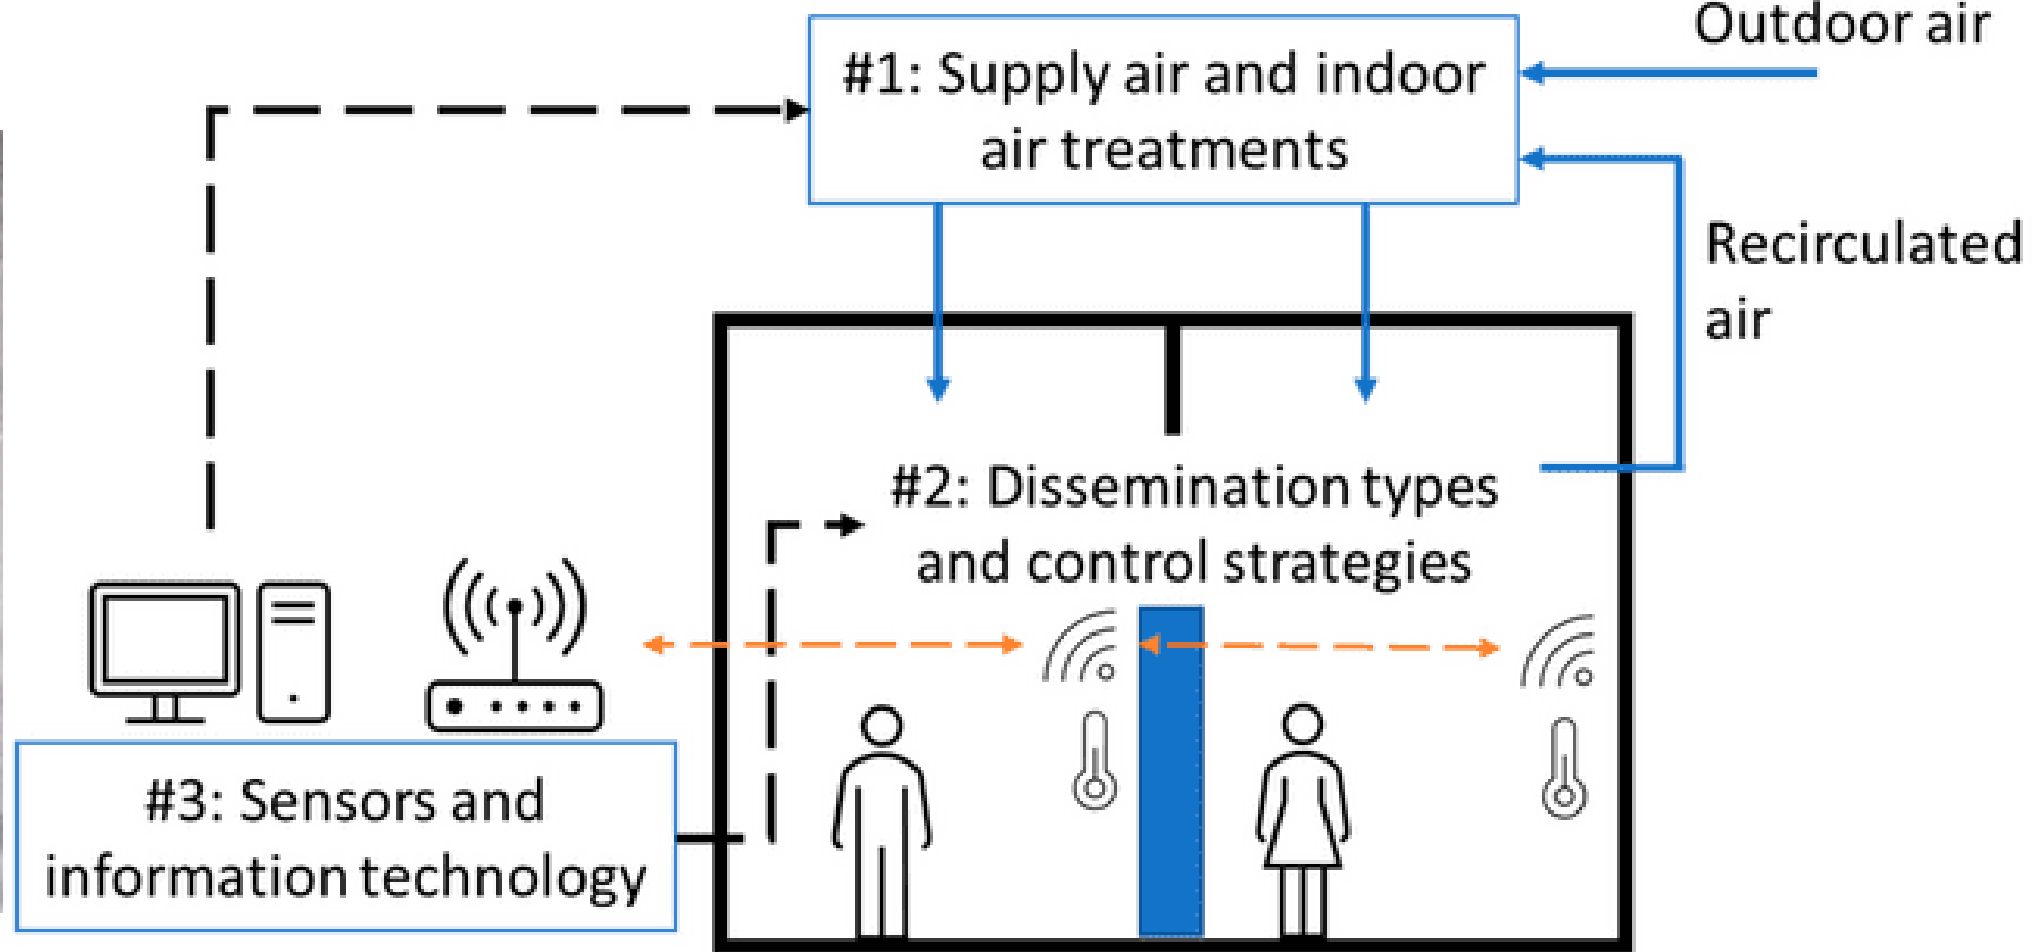 Outdoor air
#1: Supply air and indoor
air treatments
Recirculated
air
#2: Dissemination types
and control strategies
#3: Sensors and
information technology